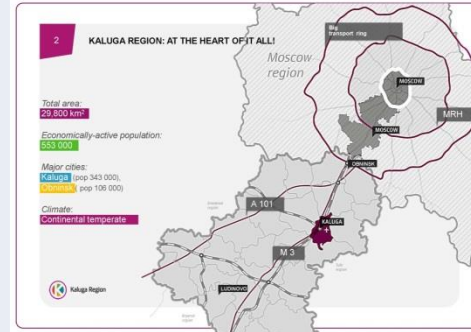 2
KALUGA REGION: AT THE HEART OF IT ALL!
Total area:
29,800 km²
Economically-active population:
553 000
Major cities:
Kaluga (pop 343 000),
Obninsk( pop 106 000)
Climate:
Continental temperate
Kaluga Region
Big
transport ring
Moscow
region
MOSCOW
MRH
MOSCOW
OBNINSK
A 101
KALUGA
M 3
LUDINOVO